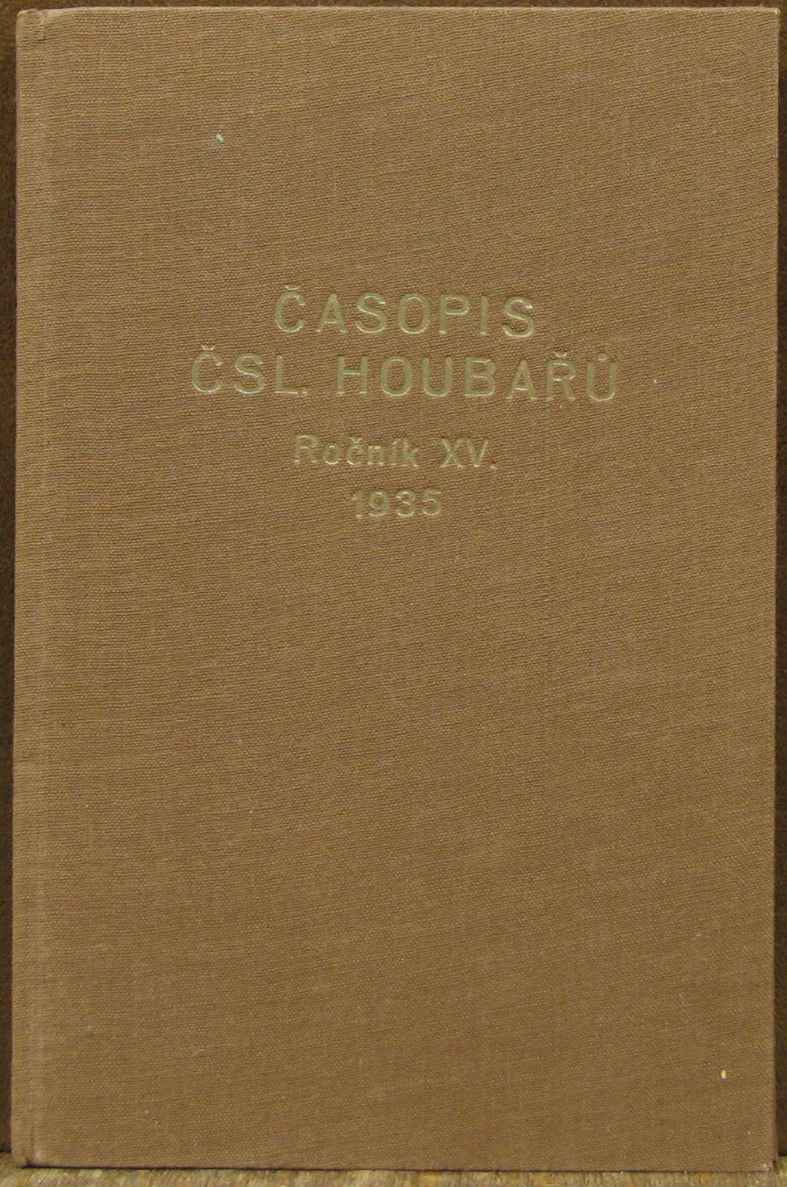 ČASOPIS
ČSL. HOUBAŘŮ
Ročník XV.
1935